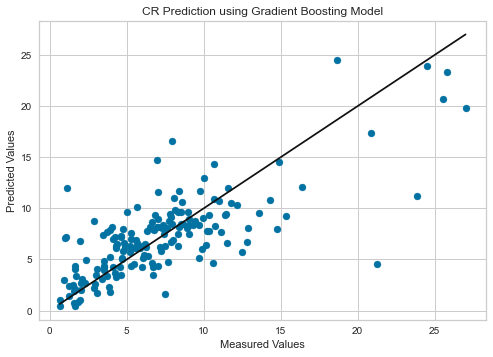 CR Prediction using Gradient Boosting Model
25
20
15
10
5
0
Predicted Values
0 5 10 15 20 25
Measured Values